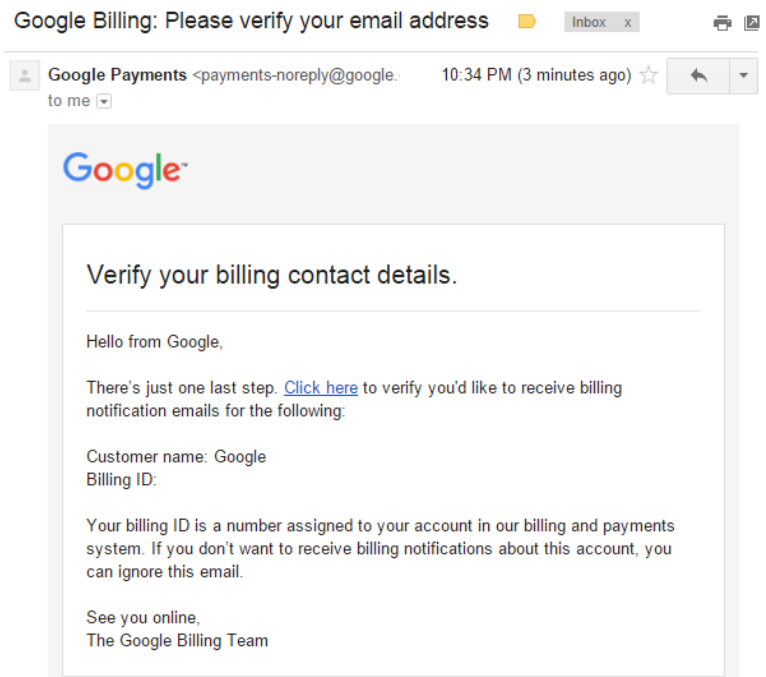 Google Billing: Please verify your email address Inbox x
Google Payments <payments-noreply@google. 10:34 PM (3 minutes ago)
to me
Google™
Verify your billing contact details.
Hello from Google,
There's just one last step. Click here to verify you'd like to receive billing
notification emails for the following:
Customer name: Google
Billing ID:
Your billing ID is a number assigned to your account in our billing and payments
system. If you don't want to receive billing notifications about this account, you
can ignore this email.
See you online,
The Google Billing Team